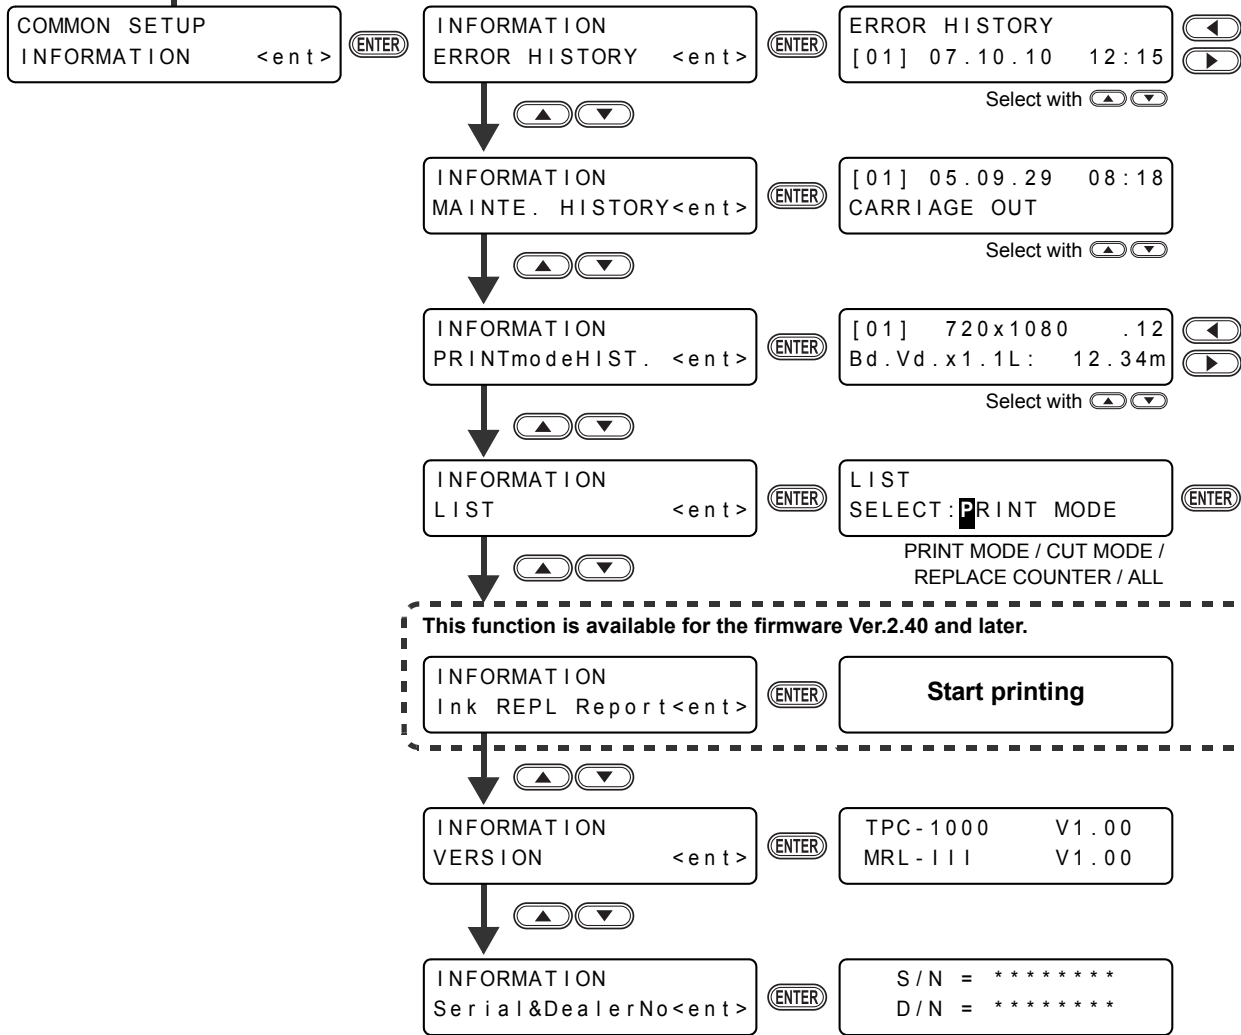 COMMON SETUP
INFORMATION <ent>
ENTER
INFORMATION
ERROR HISTORY <ent>
ENTER
ERROR HISTORY
[01] 07.10.10 12:15
Select with
INFORMATION
MAINTE. HISTORY<ent>
ENTER
[01] 05.09.29 08:18
CARRIAGE OUT
Select with
INFORMATION
PRINTmodeHIST. <ent>
ENTER
[01] 720x1080 .12
Bd.Vd.x1.1L: 12.34m
Select with
INFORMATION
LIST <ent>
ENTER
LIST
SELECT:PRINT MODE
ENTER
PRINT MODE / CUT MODE /
REPLACE COUNTER / ALL
This function is available for the firmware Ver.2.40 and later.
INFORMATION
Ink REPL Report<ent>
ENTER
Start printing
INFORMATION
VERSION <ent>
ENTER
TPC-1000 V1.00
MRL-III V1.00
INFORMATION
Serial&DealerNo<ent>
ENTER
S/N = ********
D/N = ********